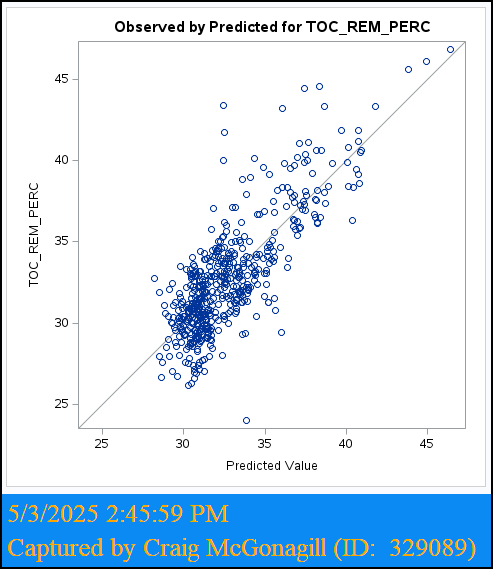 Observed by Predicted for TOC_REM_PERC
45
40
35
30
25
TOC_REM_PERC
25 30 35 40 45
Predicted Value
5/3/2025 2:45:59 PM
Captured by Craig McGonagill (ID: 329089)